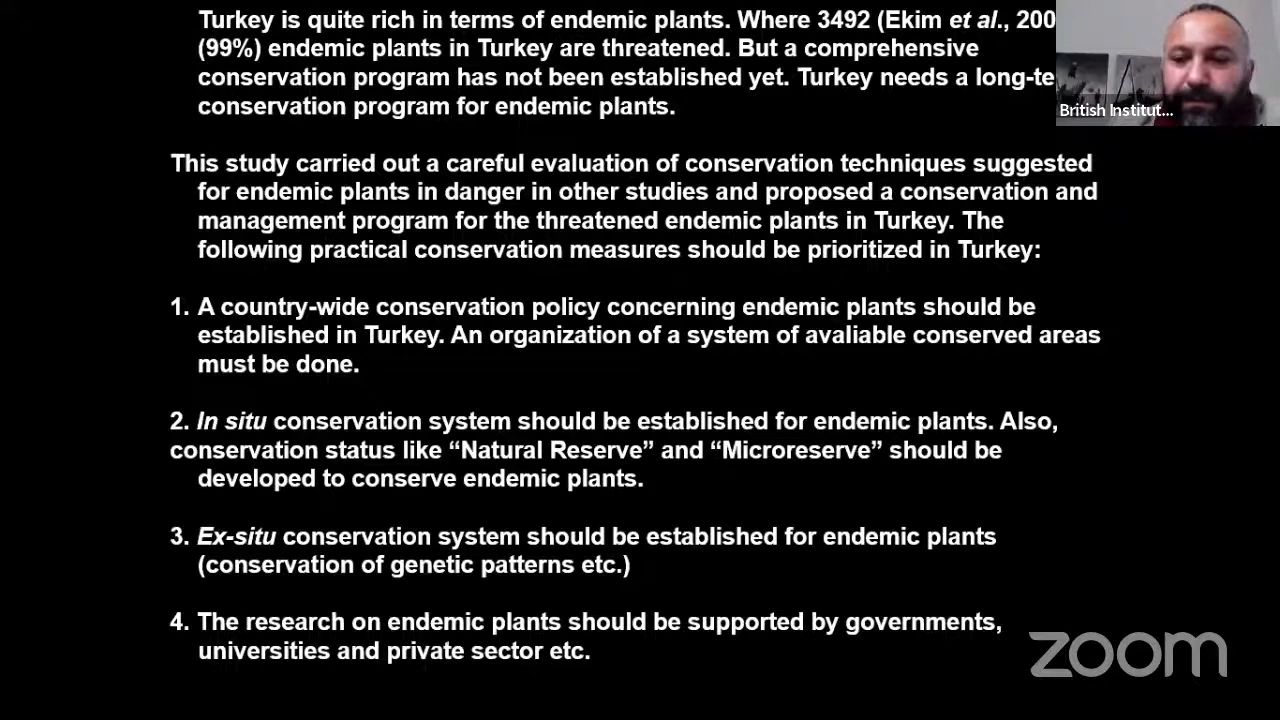 Turkey is quite rich in terms of endemic plants. Where 3492 (Ekim et al., 200
(99%) endemic plants in Turkey are threatened. But a comprehensive
conservation program has not been established yet. Turkey needs a long-te
conservation program for endemic plants.
British Institut...
This study carried out a careful evaluation of conservation techniques suggested
for endemic plants in danger in other studies and proposed a conservation and
management program for the threatened endemic plants in Turkey. The
following practical conservation measures should be prioritized in Turkey:
1. A country-wide conservation policy concerning endemic plants should be
established in Turkey. An organization of a system of avaliable conserved areas
must be done.
2. In situ conservation system should be established for endemic plants. Also,
conservation status like “Natural Reserve” and “Microreserve” should be
developed to conserve endemic plants.
3. Ex-situ conservation system should be established for endemic plants
(conservation of genetic patterns etc.)
4. The research on endemic plants should be supported by governments,
universities and private sector etc.
zoom